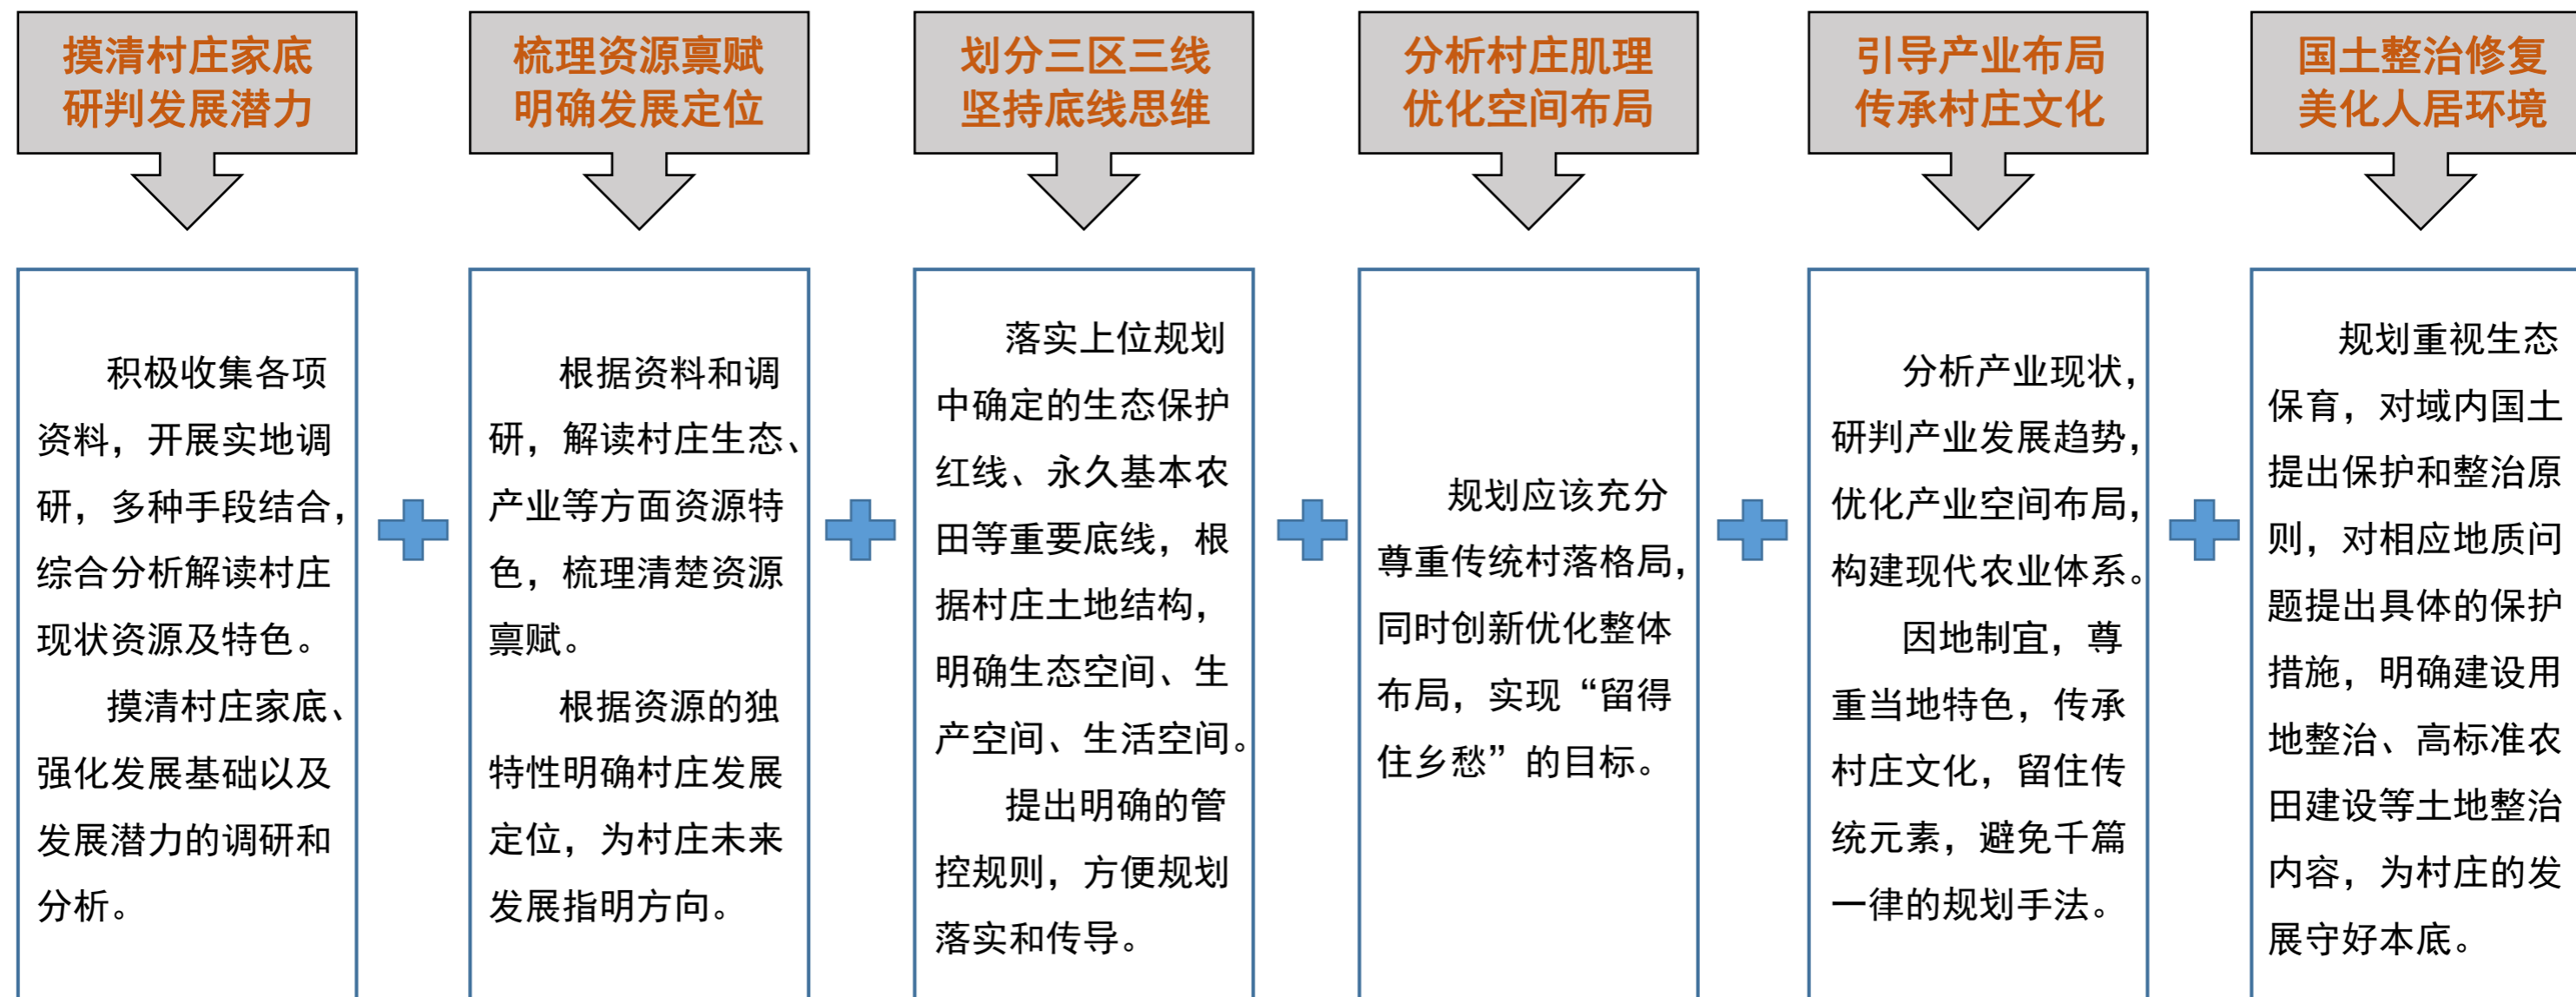 摸清村庄家底
研判发展潜力
积极收集各项
资料，开展实地调
研，多种手段结合，
综合分析解读村庄
现状资源及特色。
摸清村庄家底、
强化发展基础以及
发展潜力的调研和
分析。
梳理资源禀赋
明确发展定位
根据资料和调
研，解读村庄生态、
产业等方面资源特
色，梳理清楚资源
禀赋。
根据资源的独
特性明确村庄发展
定位，为村庄未来
发展指明方向。
划分三区三线
坚持底线思维
落实上位规划
中确定的生态保护
红线、永久基本农
田等重要底线，根
据村庄土地结构，
明确生态空间、生
产空间、生活空间。
提出明确的管
控规则，方便规划
落实和传导。
分析村庄肌理
优化空间布局
规划应该充分
尊重传统村落格局，
同时创新优化整体
布局，实现“留得
住乡愁”的目标。
引导产业布局
传承村庄文化
分析产业现状，
研判产业发展趋势，
优化产业空间布局，
构建现代农业体系。
因地制宜，尊
重当地特色，传承
村庄文化，留住传
统元素，避免千篇
一律的规划手法。
国土整治修复
美化人居环境
规划重视生态
保育，对域内国土
提出保护和整治原
则，对相应地质问
题提出具体的保护
措施，明确建设用
地整治、高标准农
田建设等土地整治
内容，为村庄的发
展守好本底。